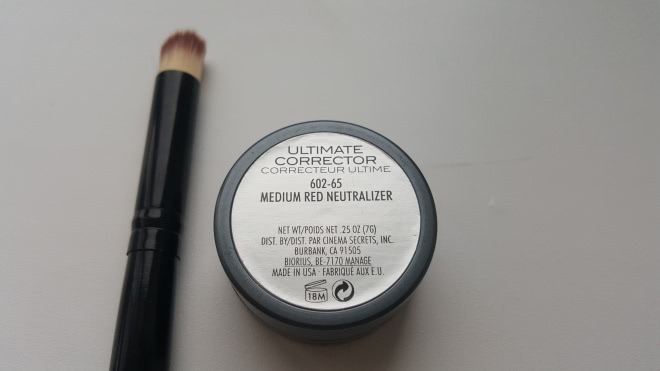 ULTIMATE
CORRECTOR
CORRECTEUR ULTIME
602-65
MEDIUM RED NEUTRALIZER
NET WT/POIDS NET .25 OZ (7G)
DIST. BY/DIST. PAR CINEMA SECRETS, INC.
BURBANK, CA 91505
BIORIUS, BE-7170 MANAGE
MADE IN USA · FABRIQUÉ AUX E.U.
18M